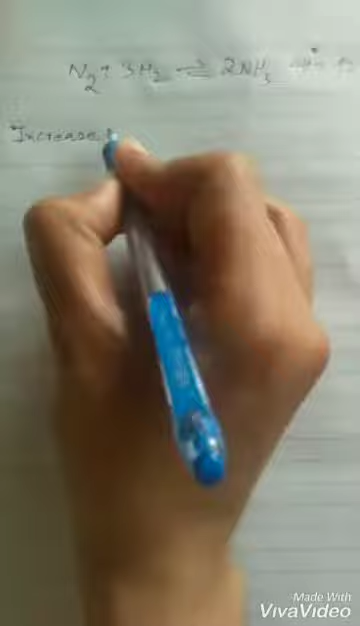 N₂ + 3H₂ ⇌ 2NH₃
Increase
Made With
VivaVideo